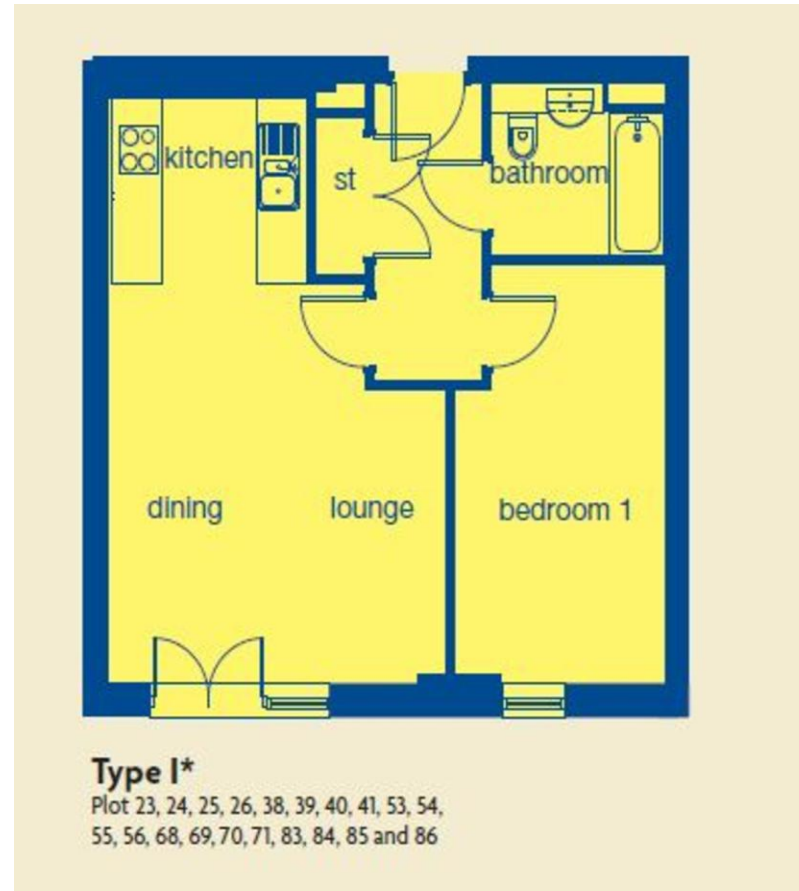 kitchen
st
bathroom
dining
lounge
bedroom 1
Type I*
Plot 23, 24, 25, 26, 38, 39, 40, 41, 53, 54,
55, 56, 68, 69, 70, 71, 83, 84, 85 and 86